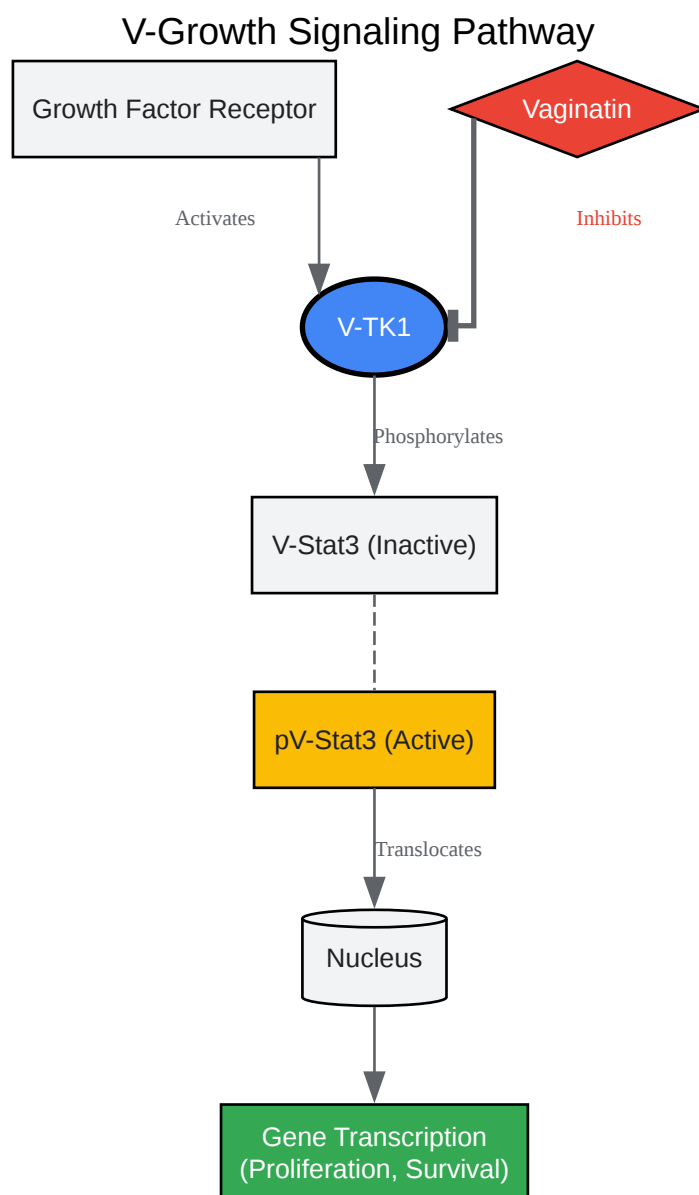 V-Growth Signaling Pathway
Growth Factor Receptor
Vaginatin
Activates
Inhibits
V-TK1
Phosphorylates
V-Stat3 (Inactive)
pV-Stat3 (Active)
Translocates
Nucleus
Gene Transcription
(Proliferation, Survival)